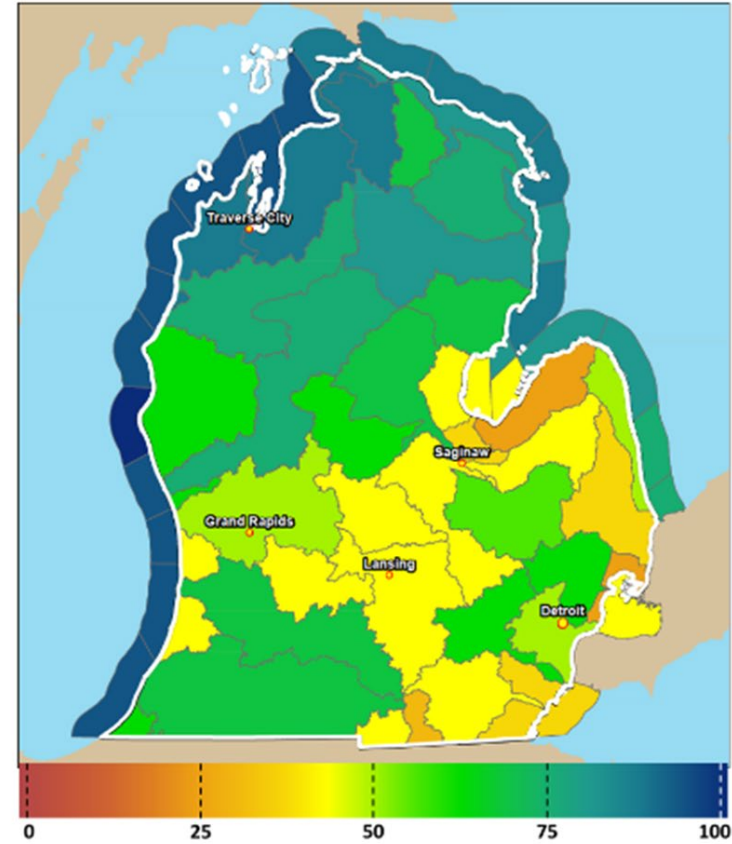 Traverse City
Saginaw
Grand Rapids
Lansing
Detroit
0 25 50 75 100